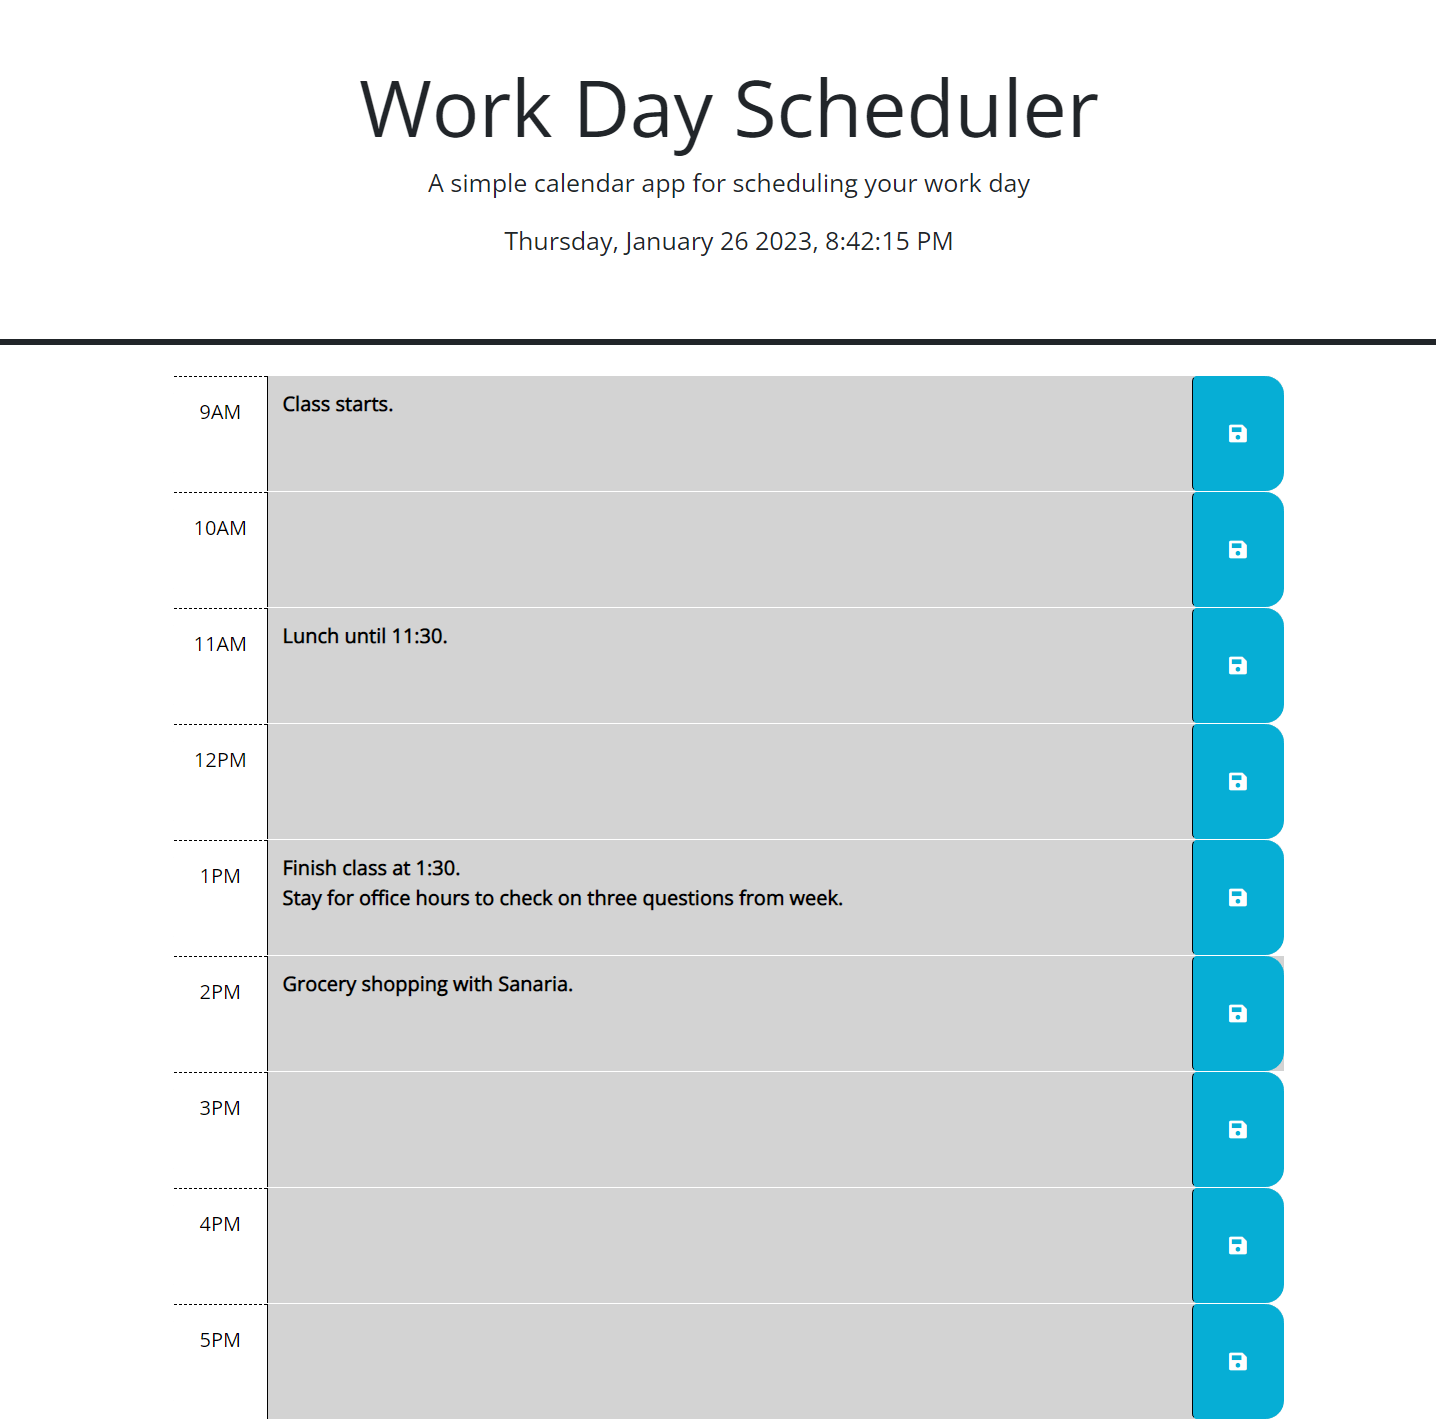 Work Day Scheduler
A simple calendar app for scheduling your work day
Thursday, January 26 2023, 8:42:15 PM
9AM
Class starts.
10AM
11AM
Lunch until 11:30.
12PM
1PM
Finish class at 1:30.
Stay for office hours to check on three questions from week.
2PM
Grocery shopping with Sanaria.
3PM
4PM
5PM